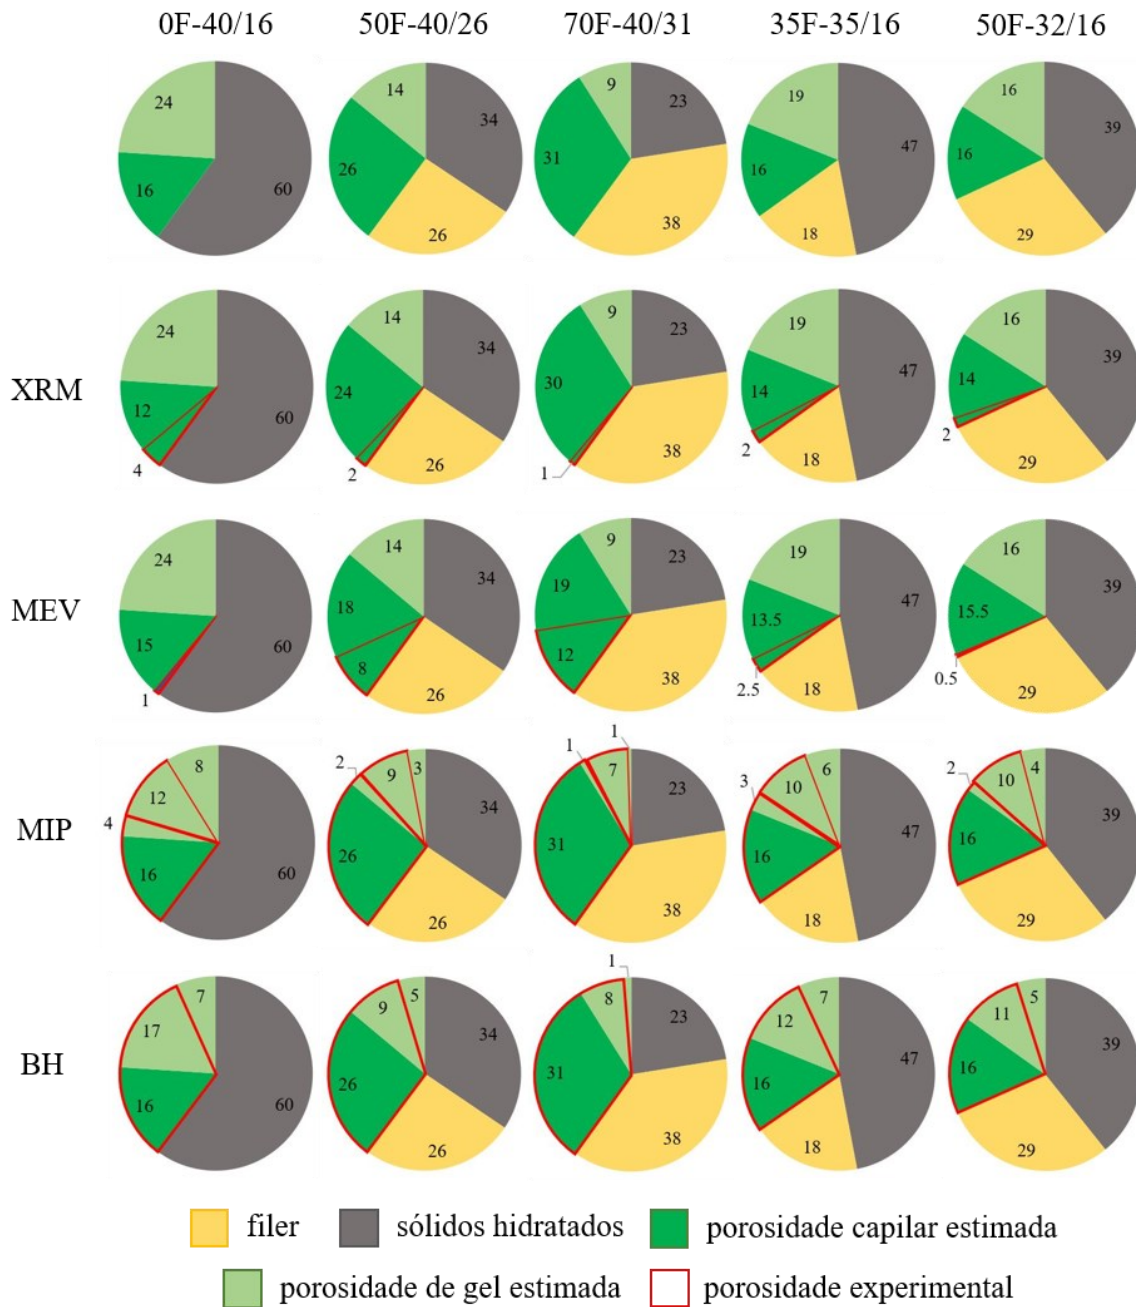 0F-40/16 50F-40/26 70F-40/31 35F-35/16 50F-32/16
24 16 60 14 26 34 26 9 31 23 38 19 16 47 18 16 16 39 29
XRM
24 12 4 60 14 24 2 34 26 9 30 1 23 38 19 14 2 47 18 16 14 2 39 29
MEV
24 15 1 60 14 18 8 34 26 9 19 12 23 38 19 13.5 2.5 47 18 16 15.5 0.5 39 29
MIP
8 12 4 16 60 3 9 2 26 34 26 1 7 1 31 23 38 6 10 3 16 47 18 4 10 2 16 39 29
BH
7 17 16 60 5 9 26 34 26 1 8 31 23 38 7 12 16 47 18 5 11 16 39 29
filer sólidos hidratados porosidade capilar estimada
porosidade de gel estimada porosidade experimental